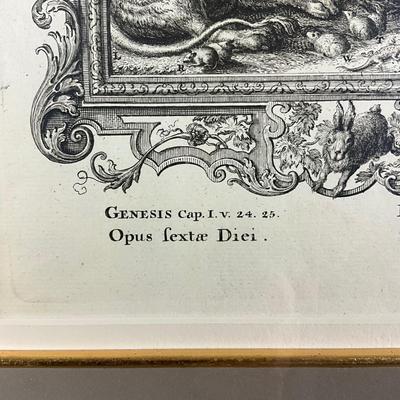 L
R
W
T
GENESIS Cap. I. v. 24. 25.
Opus ſextæ Diei.